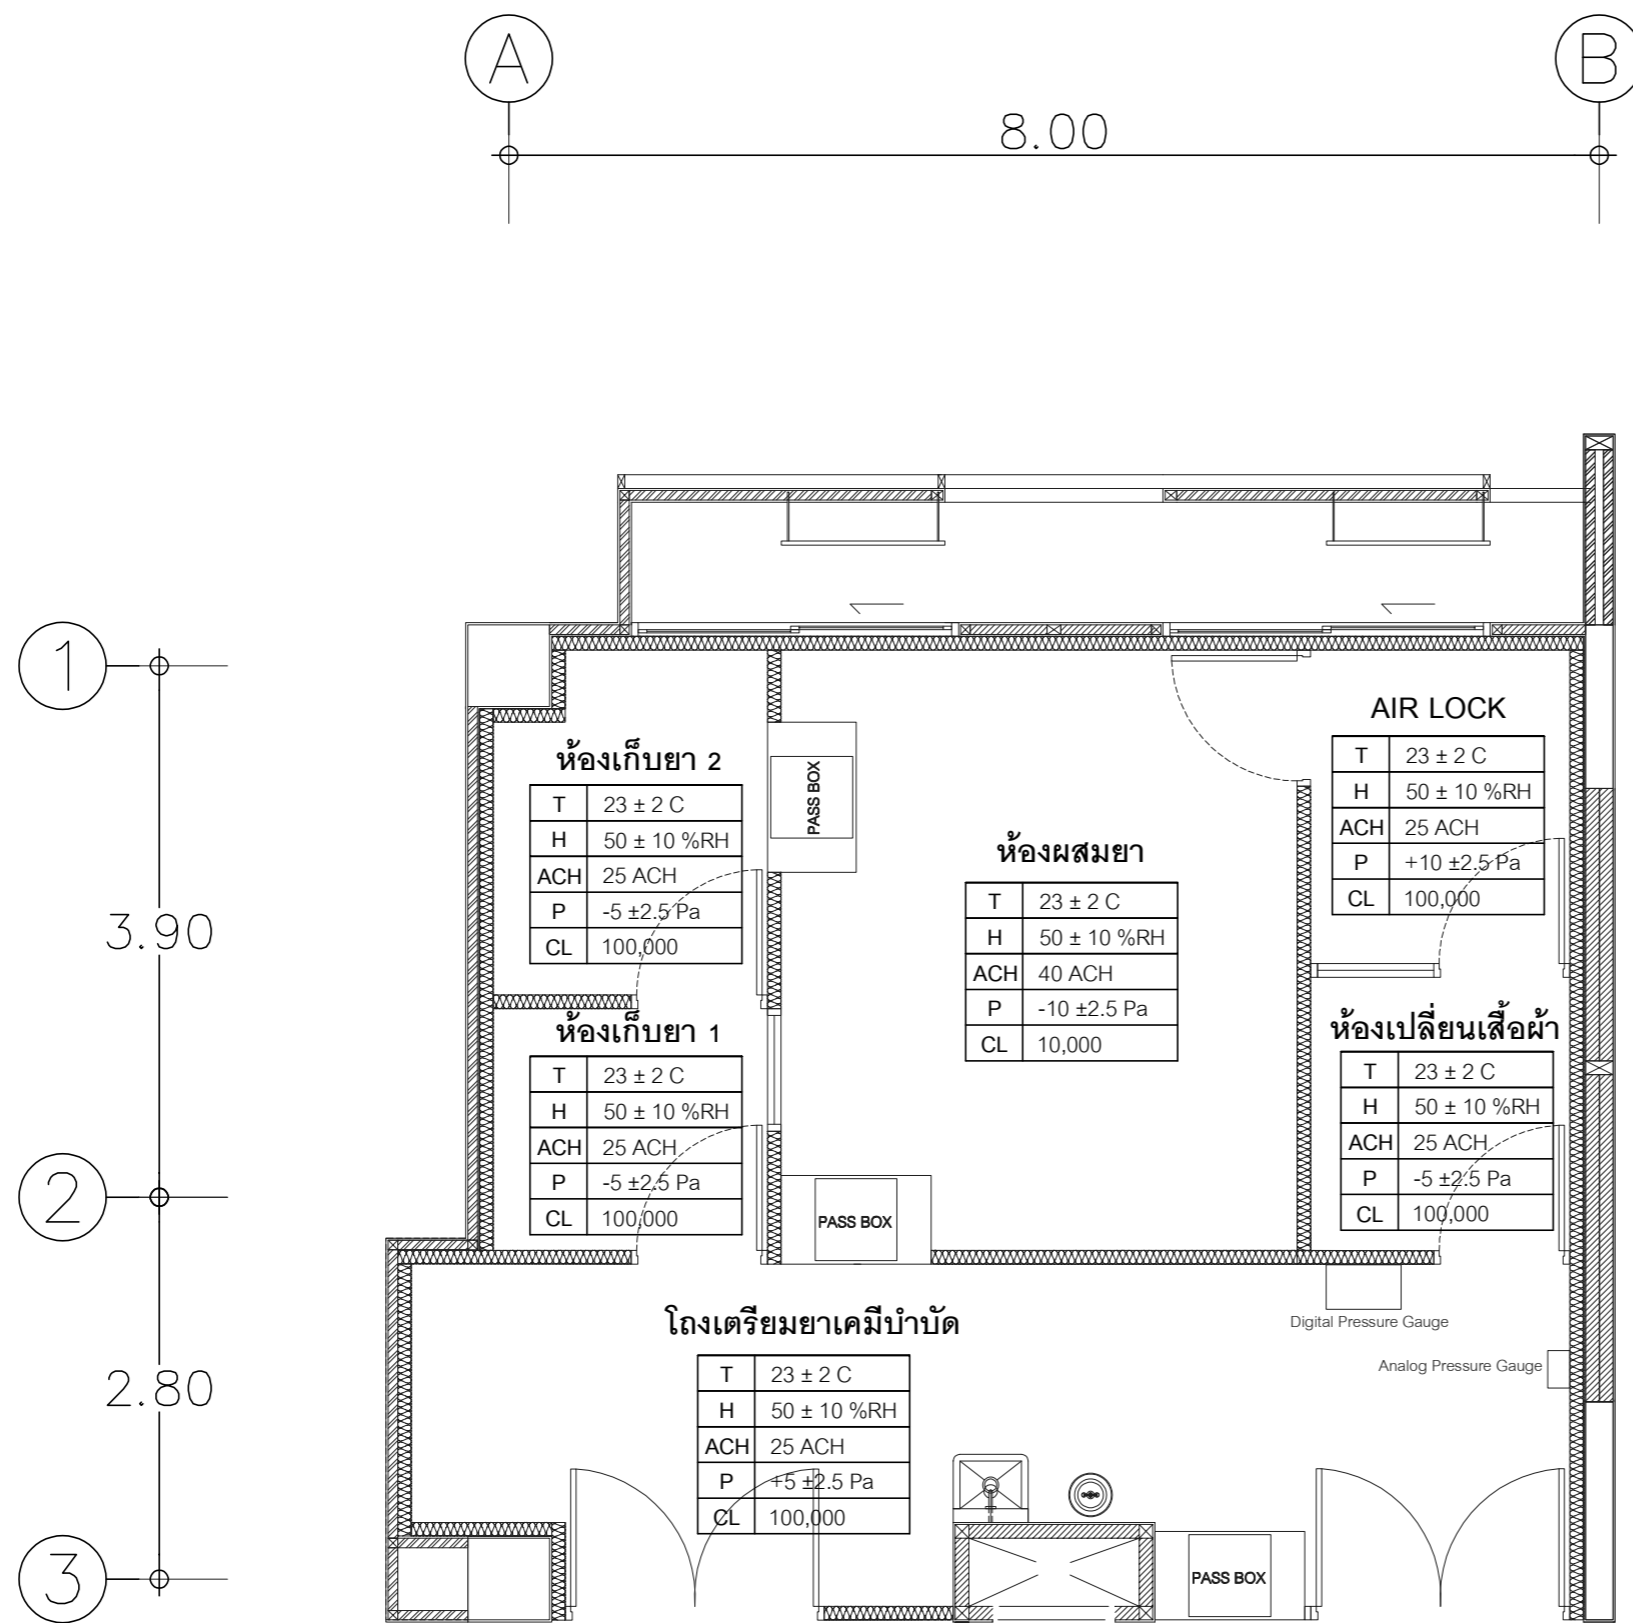 A
B
8.00
1
3.90
2
2.80
3
ห้องเก็บยา 2
T 23 ± 2 C
H 50 ± 10 %RH
ACH 25 ACH
P -5 ±2.5 Pa
CL 100,000
PASS BOX
ห้องเก็บยา 1
T 23 ± 2 C
H 50 ± 10 %RH
ACH 25 ACH
P -5 ±2.5 Pa
CL 100,000
ห้องผสมยา
T 23 ± 2 C
H 50 ± 10 %RH
ACH 40 ACH
P -10 ±2.5 Pa
CL 10,000
PASS BOX
AIR LOCK
T 23 ± 2 C
H 50 ± 10 %RH
ACH 25 ACH
P +10 ±2.5 Pa
CL 100,000
ห้องเปลี่ยนเสื้อผ้า
T 23 ± 2 C
H 50 ± 10 %RH
ACH 25 ACH
P -5 ±2.5 Pa
CL 100,000
โถงเตรียมยาเคมีบำบัด
T 23 ± 2 C
H 50 ± 10 %RH
ACH 25 ACH
P +5 ±2.5 Pa
CL 100,000
Digital Pressure Gauge
Analog Pressure Gauge
PASS BOX